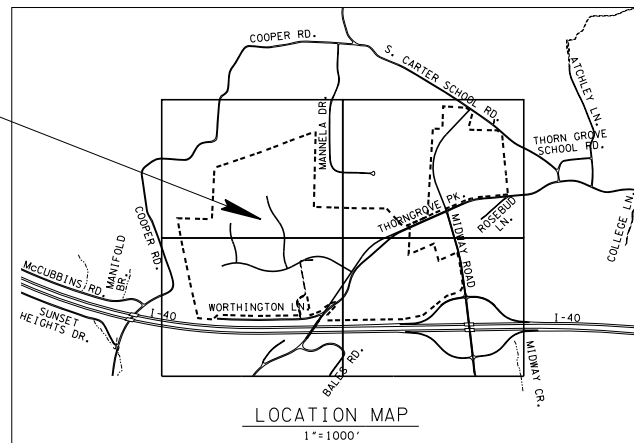 COOPER RD.
S. CARTER SCHOOL RD.
ATCHLEY LN.
MANNELA DR.
THORN GROVE
SCHOOL RD.
COOPER RD.
THORNGROVE PK.
ROSEBUD
LN.
COLLEGE LN.
MIDWAY ROAD
McCUBBINS RD.
MANIFOLD
BR.
WORTHINGTON LN.
I-40
I-40
SUNSET
HEIGHTS DR.
BALES RD.
MIDWAY CR.
LOCATION MAP
1"=1000'